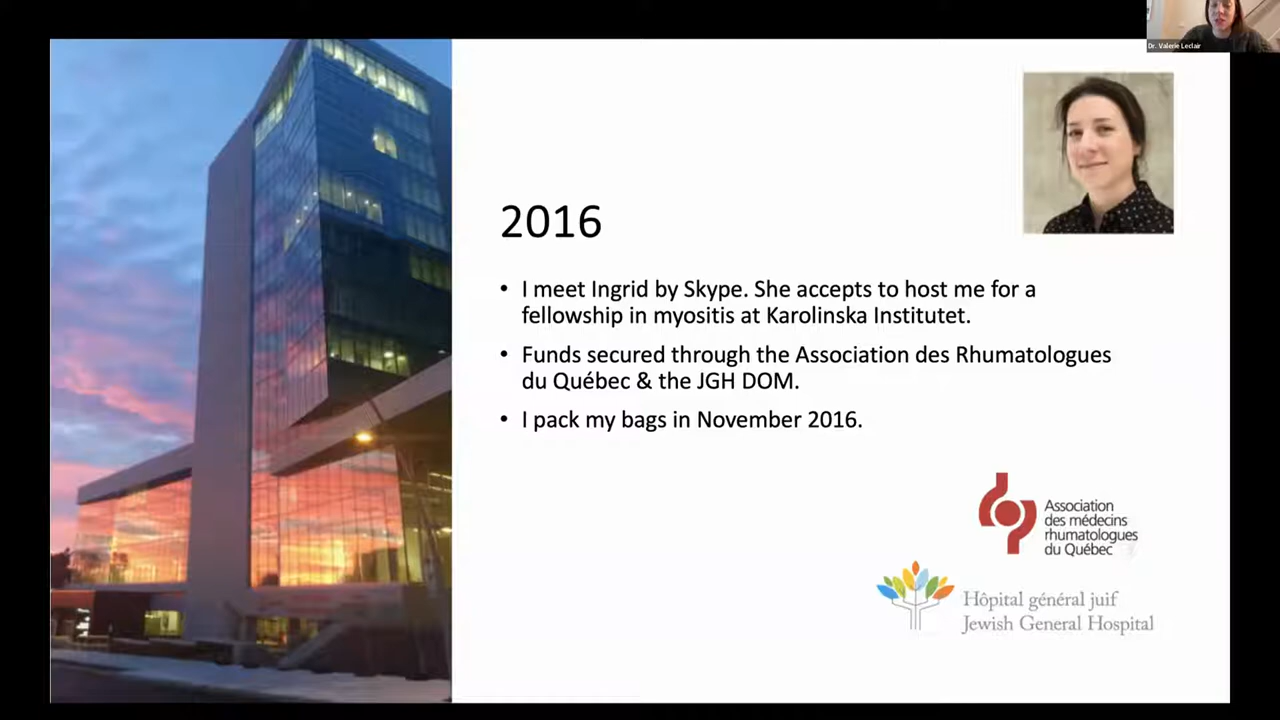 Dr. Valerie Leclair
2016
• I meet Ingrid by Skype. She accepts to host me for a
fellowship in myositis at Karolinska Institutet.
• Funds secured through the Association des Rhumatologues
du Québec & the JGH DOM.
• I pack my bags in November 2016.
Association
des médecins
rhumatologues
du Québec
Hôpital général juif
Jewish General Hospital